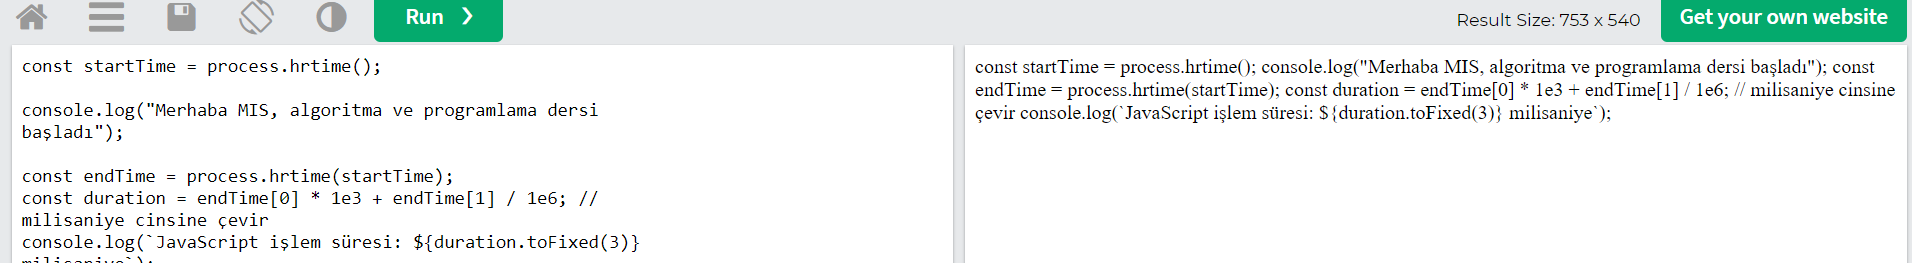 Run ❯
Result Size: 753 x 540
Get your own website
const startTime = process.hrtime();
console.log("Merhaba MIS, algoritma ve programlama dersi
başladı");
const endTime = process.hrtime(startTime);
const duration = endTime[0] * 1e3 + endTime[1] / 1e6; //
milisaniye cinsine çevir
console.log(`JavaScript işlem süresi: ${duration.toFixed(3)}
milisaniye`);
const startTime = process.hrtime(); console.log("Merhaba MIS, algoritma ve programlama dersi başladı"); const
endTime = process.hrtime(startTime); const duration = endTime[0] * 1e3 + endTime[1] / 1e6; // milisaniye cinsine
çevir console.log(`JavaScript işlem süresi: ${duration.toFixed(3)} milisaniye`);